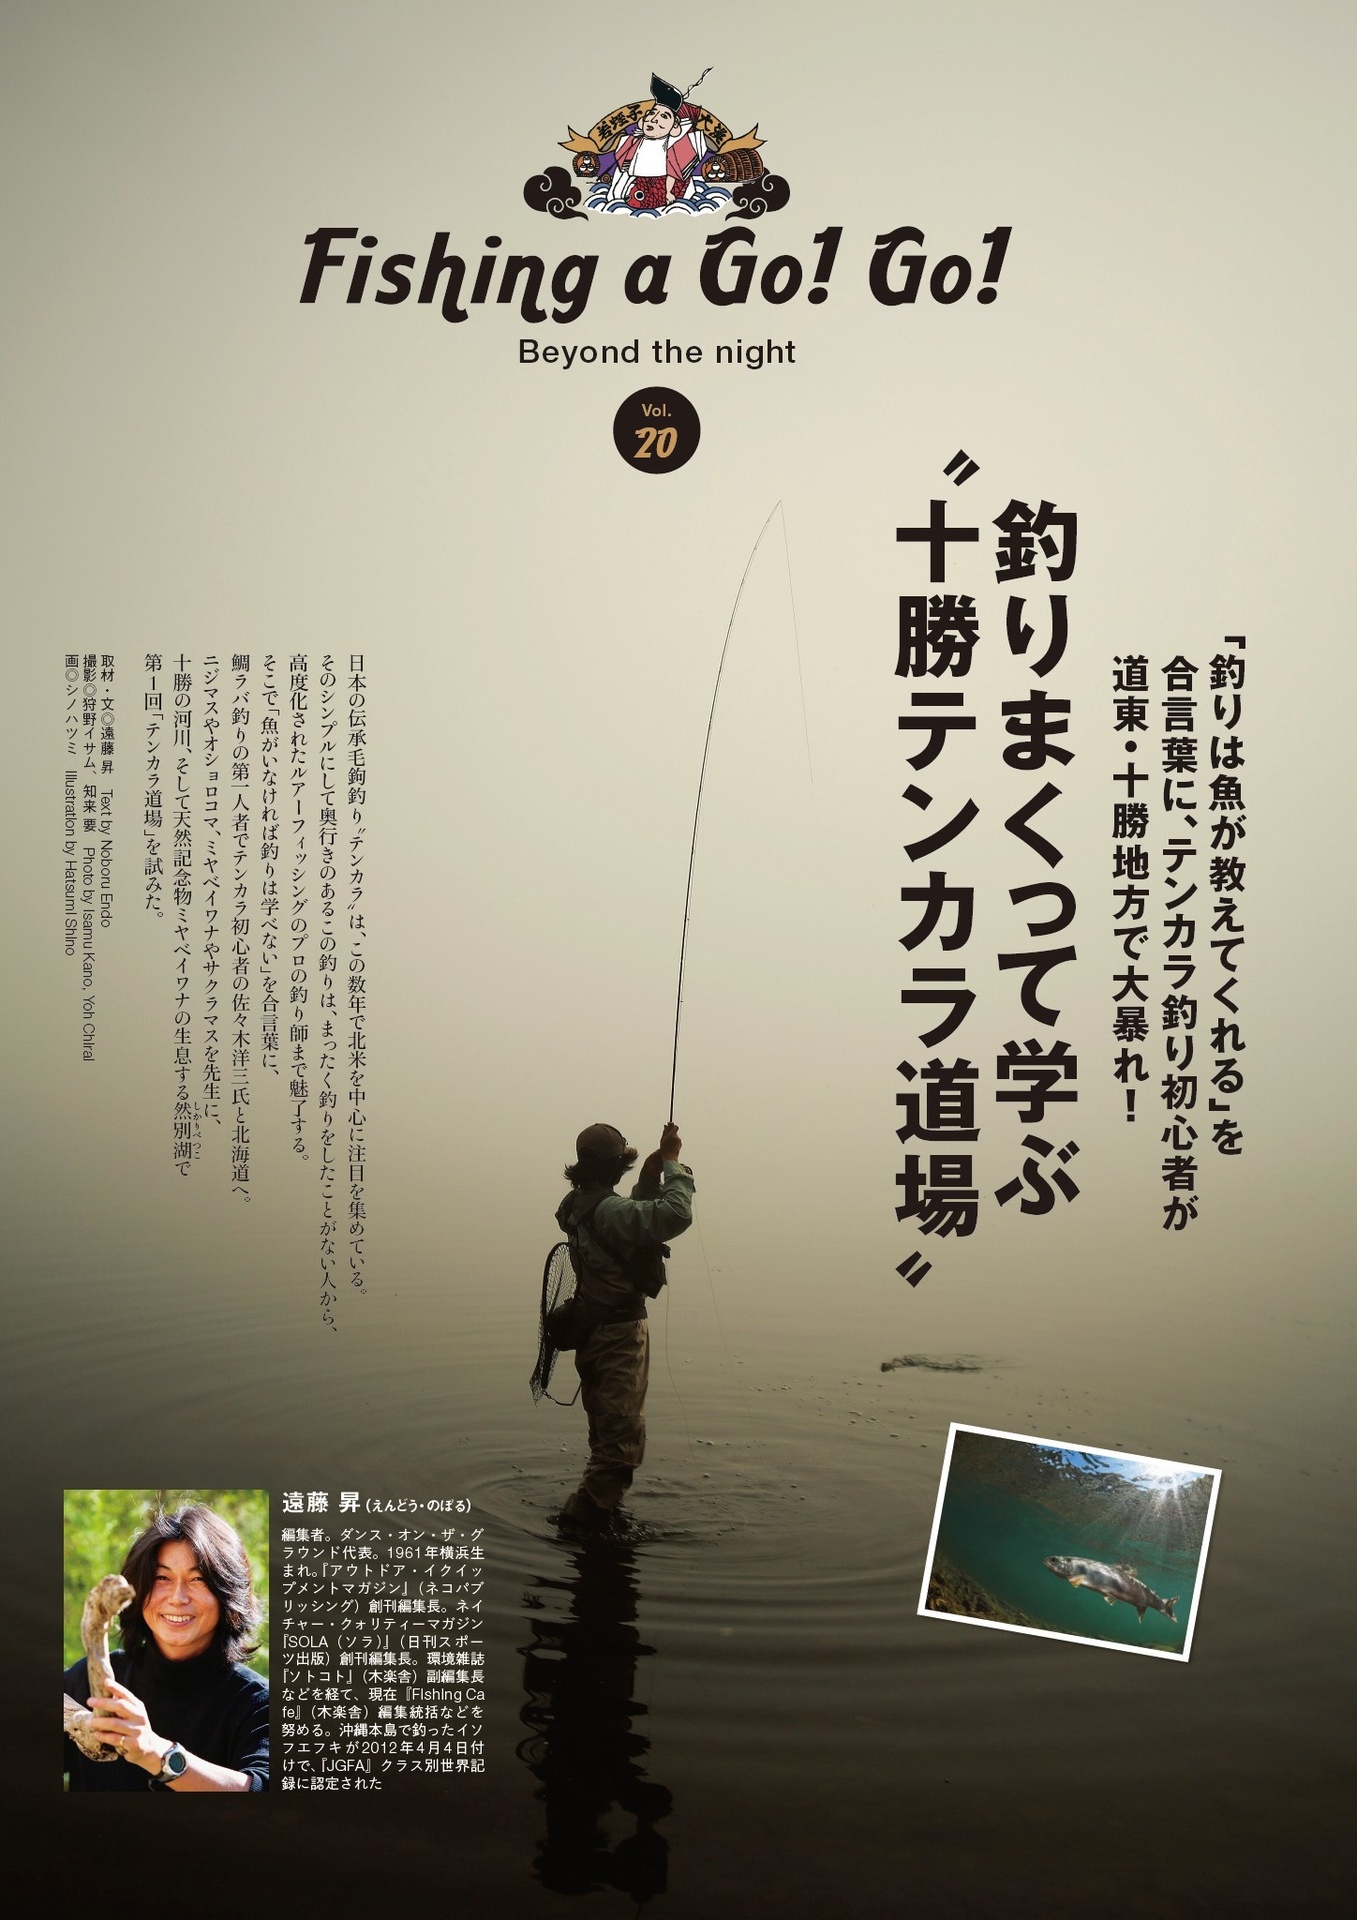 若蛭子
大楽
Fishing a Go! Go!
Beyond the night
Vol.
20
「釣りは魚が教えてくれる」を
合言葉に、テンカラ釣り初心者が
道東・十勝地方で大暴れ！
釣りまくって学ぶ
〝十勝テンカラ道場〟
日本の伝承毛鉤釣り〝テンカラ〟は、この数年で北米を中心に注目を集めている。
そのシンプルにして奥行きのあるこの釣りは、まったく釣りをしたことがない人から、
高度化されたルアーフィッシングのプロの釣り師まで魅了する。
そこで「魚がいなければ釣りは学べない」を合言葉に、
鯛ラバ釣りの第一人者でテンカラ初心者の佐々木洋三氏と北海道へ。
ニジマスやオショロコマ、ミヤベイワナやサクラマスを先生に、
十勝の河川、そして天然記念物ミヤベイワナの生息する然別湖で
しかりべつこ
第1回「テンカラ道場」を試みた。
取材・文◎遠藤 昇 Text by Noboru Endo
撮影◎狩野イサム、知来 要 Photo by Isamu Kano, Yoh Chirai
画◎シノハツミ Illustration by Hatsumi Shino
遠藤 昇（えんどう・のぼる）
編集者。ダンス・オン・ザ・グ
ラウンド代表。1961年横浜生
まれ。『アウトドア・イクイッ
プメントマガジン』（ネコパブ
リッシング）創刊編集長。ネイ
チャー・クォリティーマガジン
『SOLA（ソラ）』（日刊スポー
ツ出版）創刊編集長。環境雑誌
『ソトコト』（木楽舎）副編集長
などを経て、現在『Fishing Ca
fe』（木楽舎）編集統括などを
努める。沖縄本島で釣ったイソ
フエフキが2012年4月4日付
けで、『JGFA』クラス別世界記
録に認定された